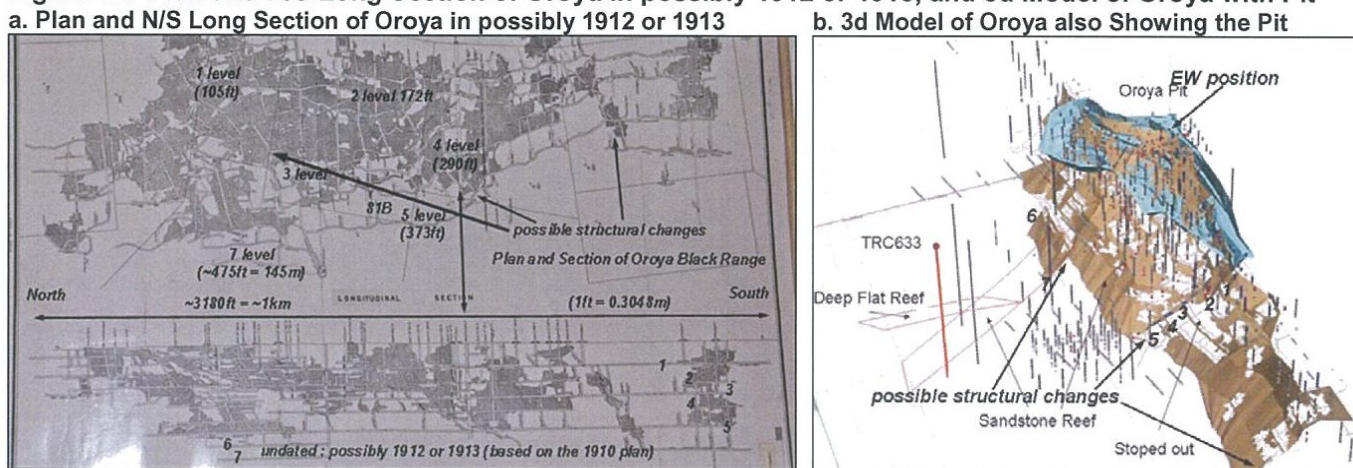 a. Plan and N/S Long Section of Oroya in possibly 1912 or 1913
1 level
(105ft)
2 level 172ft
4 level
(290ft)
3 level
81B
5 level
(373ft)
possible structural changes
7 level
(~475ft = 145m)
Plan and Section of Oroya Black Range
North
~3180ft = ~1km
LONGITUDINAL SECTION
(1ft = 0.3048m)
South
1
2
3
4
5
6
7
undated : possibly 1912 or 1913 (based on the 1910 plan)
b. 3d Model of Oroya also Showing the Pit
EW position
Oroya Pit
6
TRC633
7
Deep Flat Reef
1
2
3
4
5
possible structural changes
Sandstone Reef
Stoped out